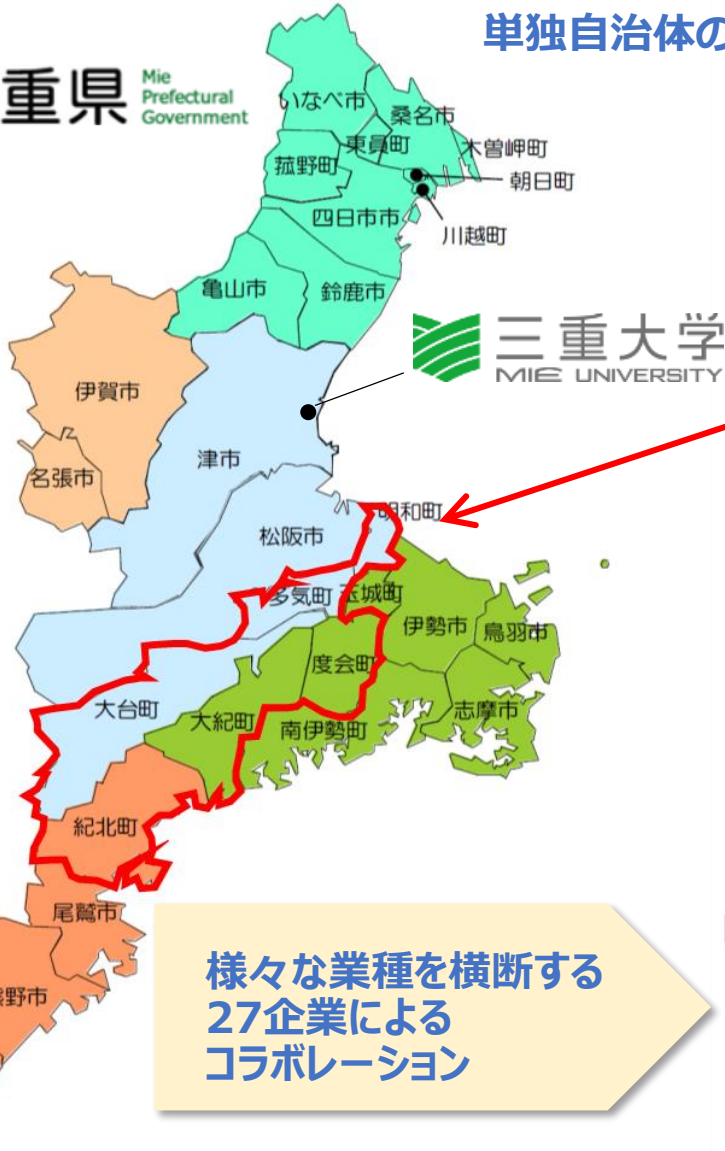 単独自治体の
重県
Mie
Prefectural
Government
いなべ市
桑名市
東員町
木曽岬町
菰野町
朝日町
四日市市
川越町
亀山市
鈴鹿市
三重大学
MIE UNIVERSITY
伊賀市
津市
名張市
明和町
松阪市
多気町
玉城町
伊勢市
鳥羽市
度会町
大台町
大紀町
南伊勢町
志摩市
紀北町
尾鷲市
野市
様々な業種を横断する
27企業による
コラボレーション